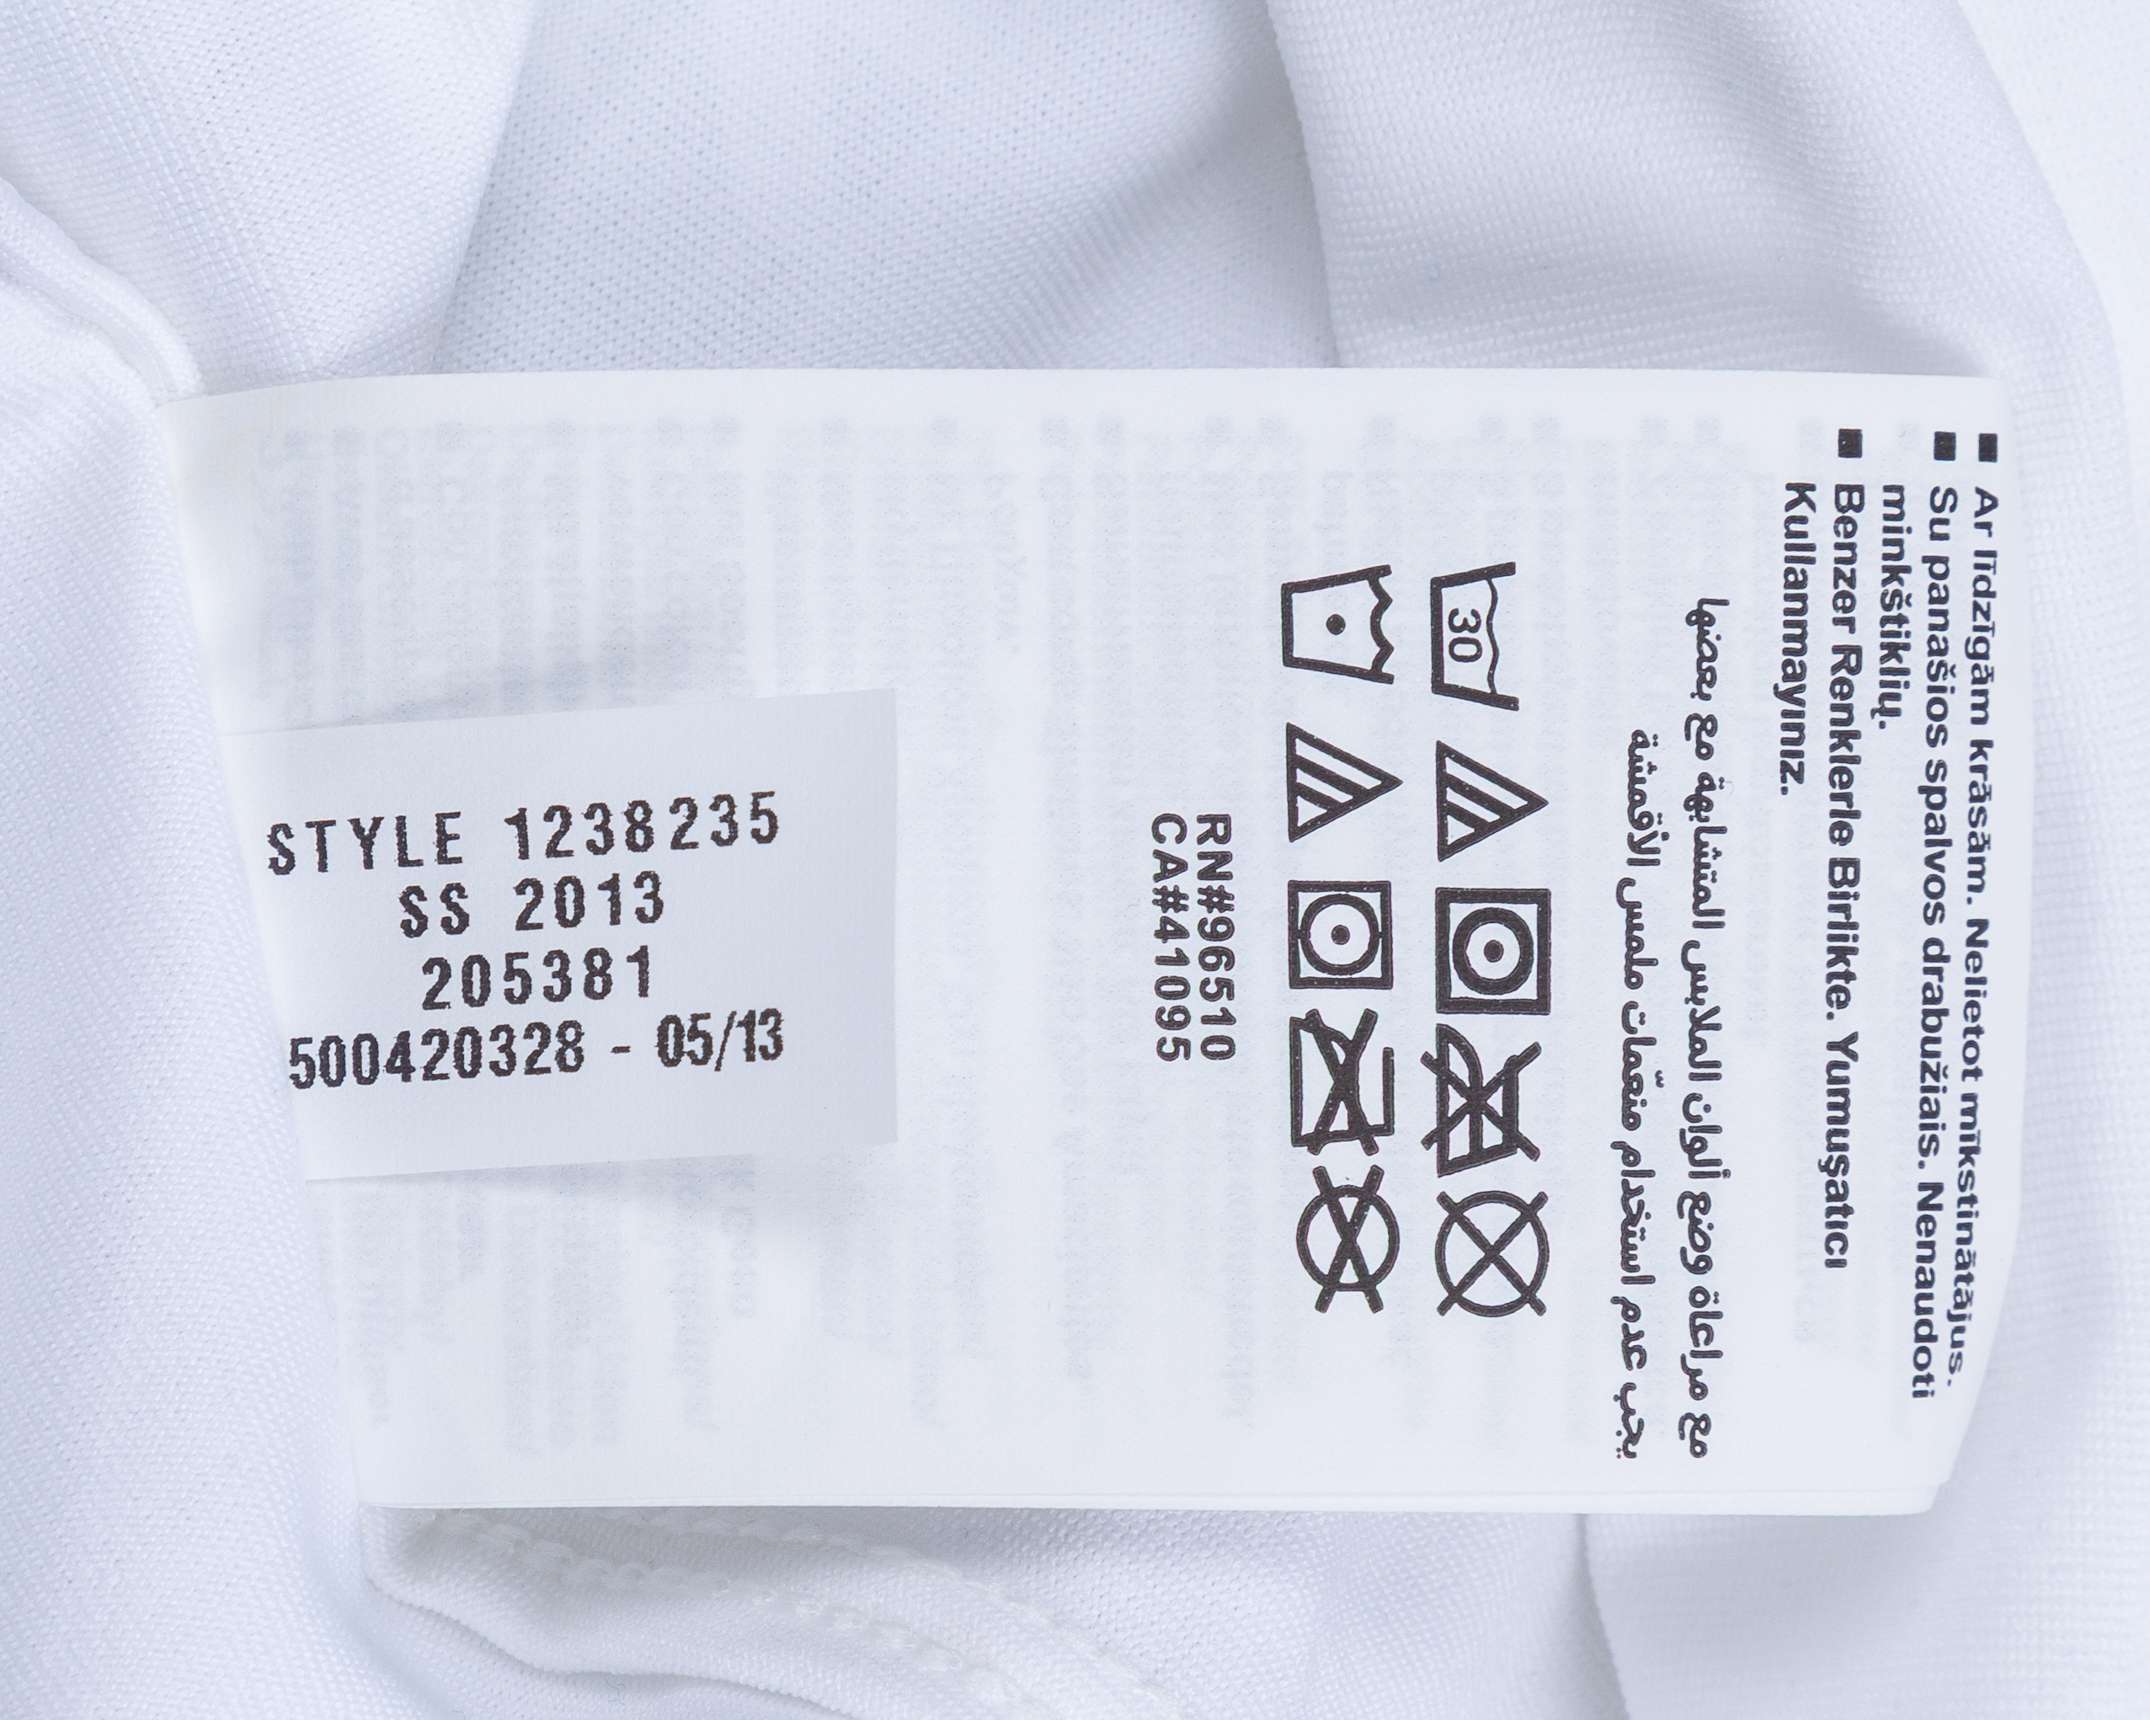 Ar līdzīgām krāsām. Nelietot mīkstinātājus.
Su panašios spalvos drabužiais. Nenaudoti
minkštiklių.
Benzer Renklerle Birlikte. Yumuşatıcı
Kullanmayınız.
مع مراعاة وضع ألوان الملابس المتشابهة مع بعضها
يجب عدم استخدام منعّمات ملمس الأقمشة
30
RN#96510
CA#41095
STYLE 1238235
SS 2013
205381
500420328 - 05/13